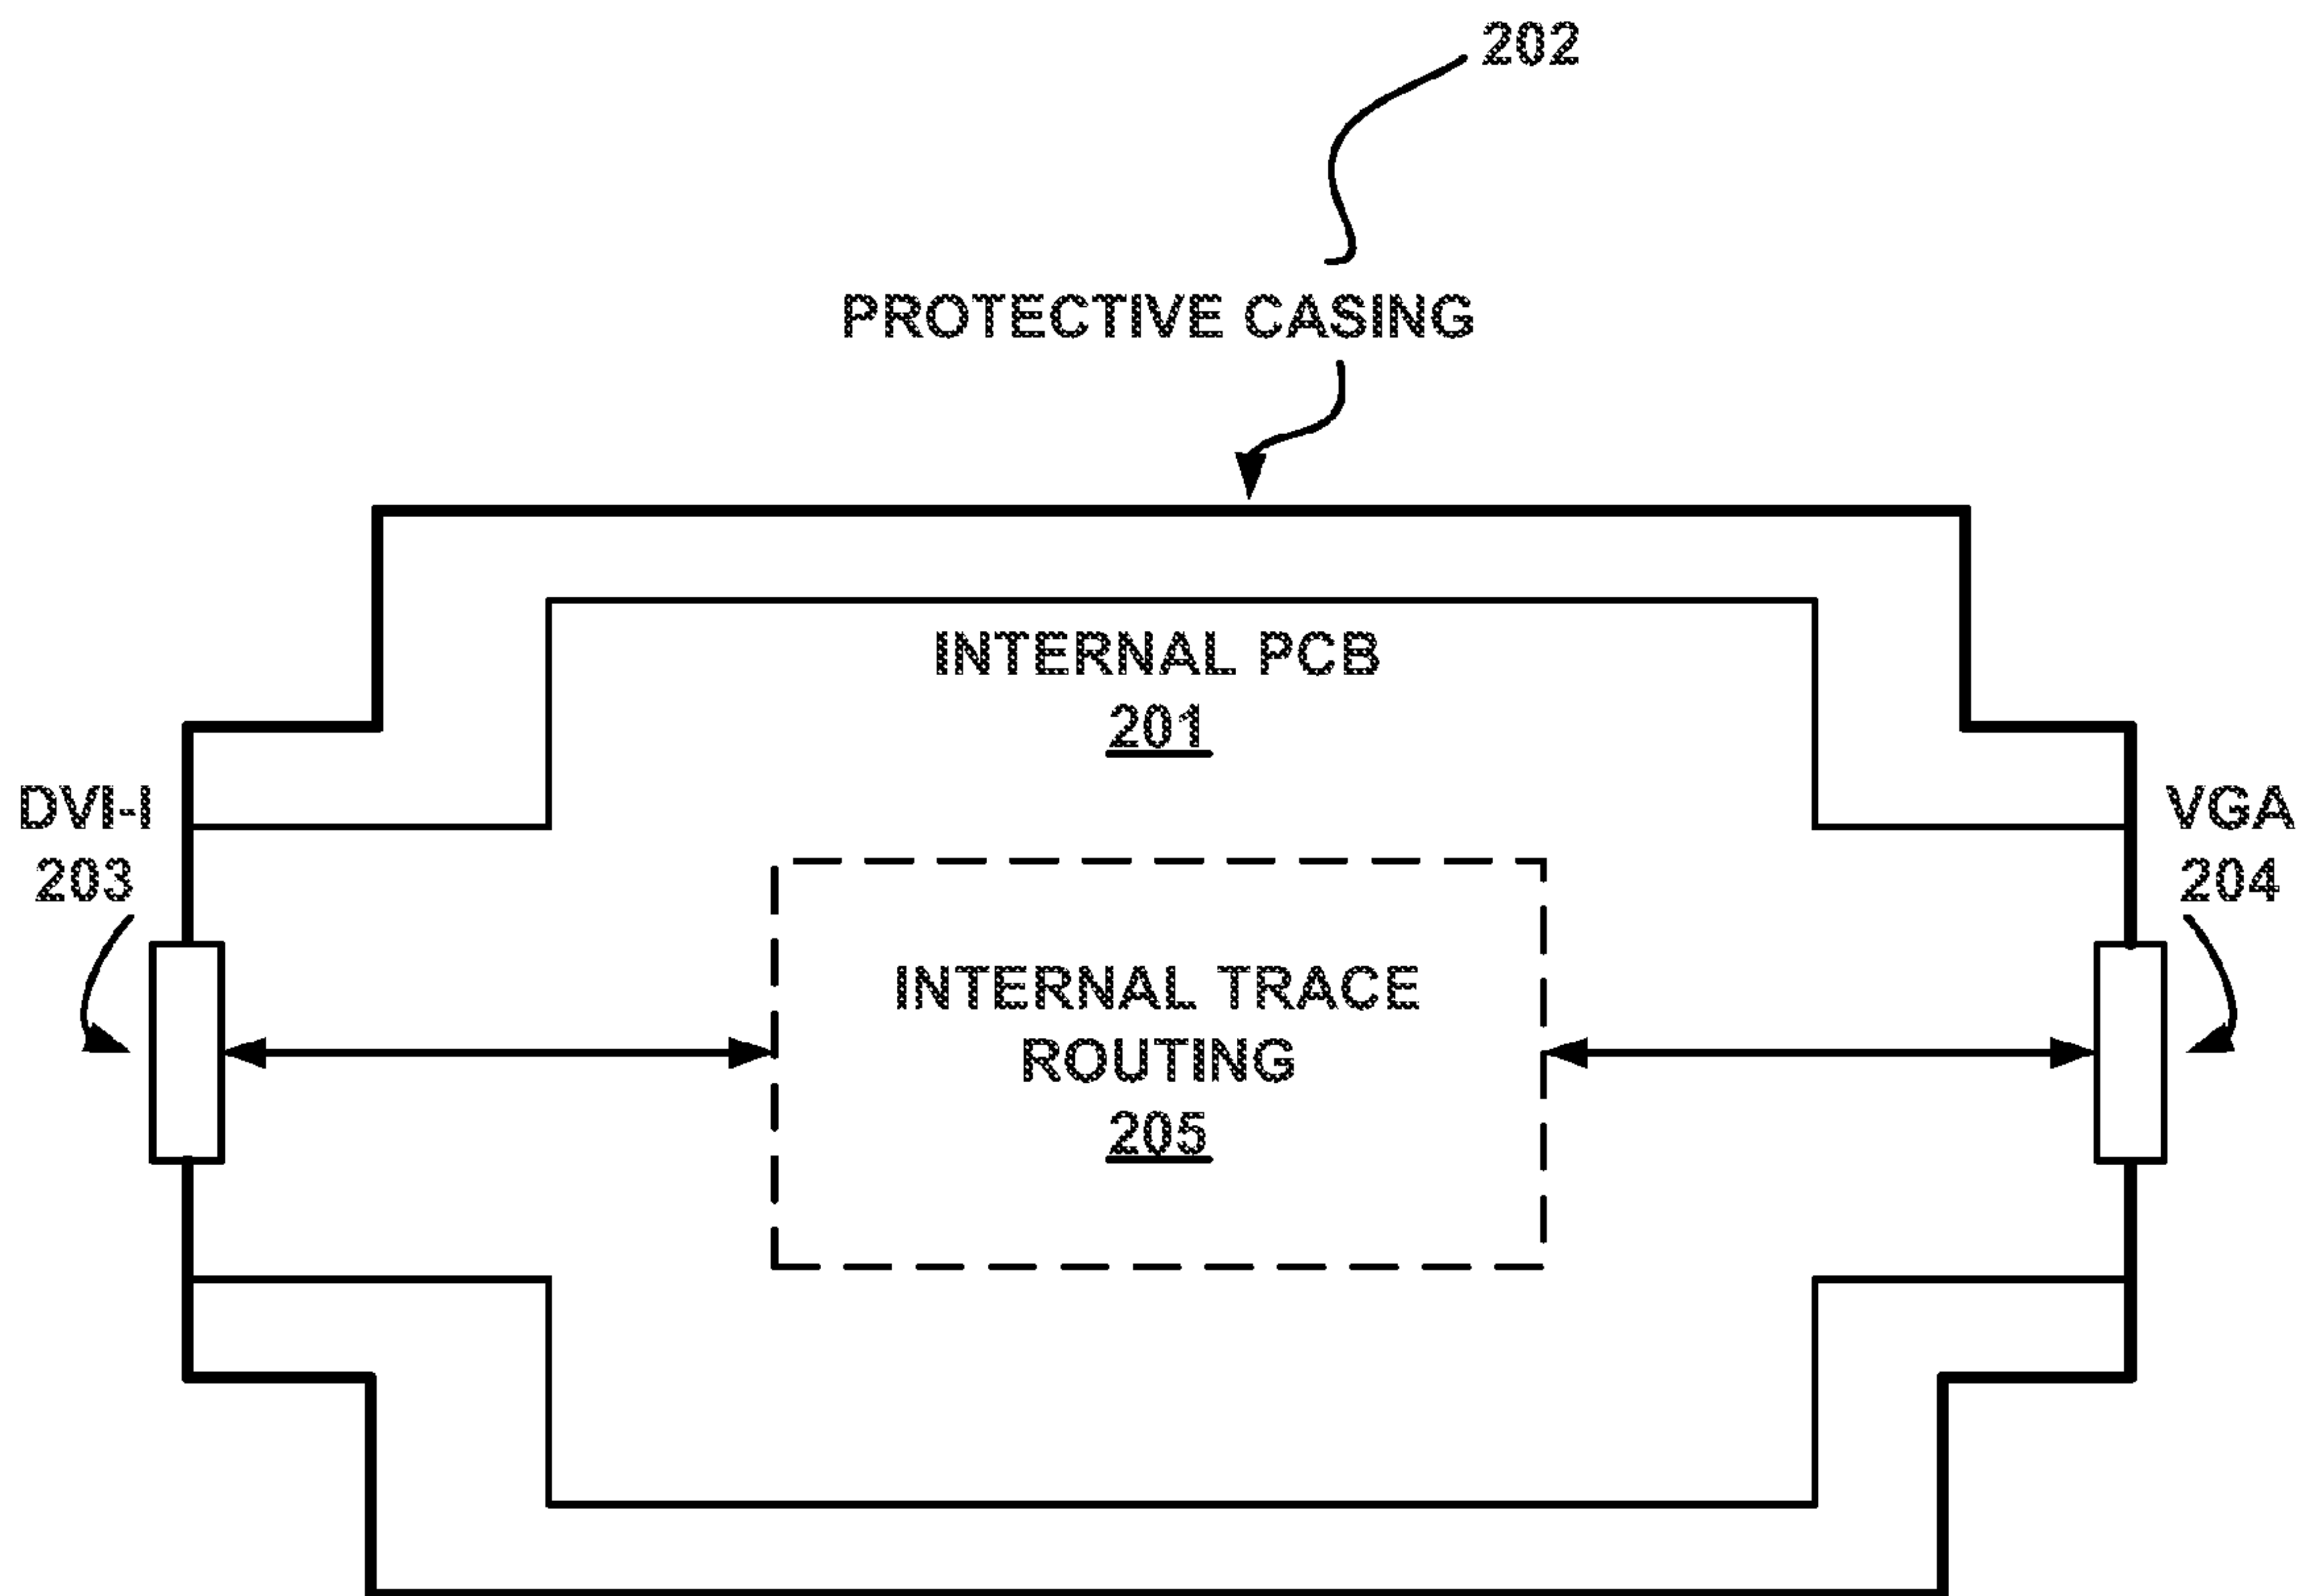 202
PROTECTIVE CASING
INTERNAL PCB
201
DVI-I
203
VGA
204
INTERNAL TRACE
ROUTING
205